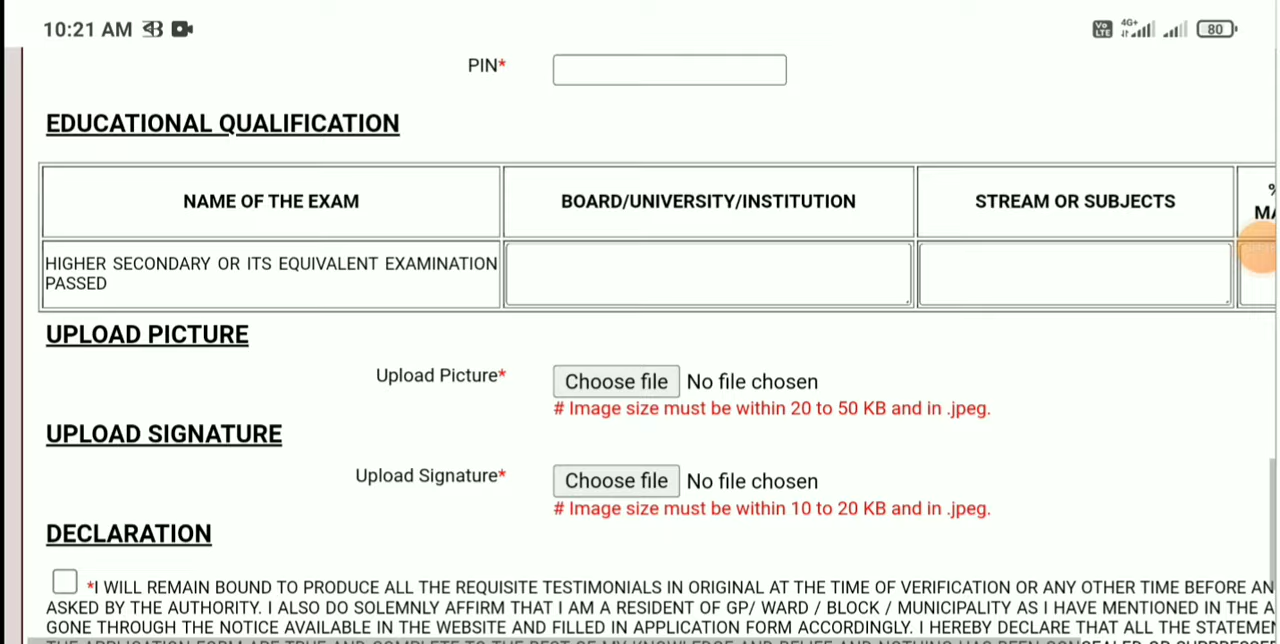 10:21 AM
4G+
Vo LTE
80
PIN*
EDUCATIONAL QUALIFICATION
NAME OF THE EXAM BOARD/UNIVERSITY/INSTITUTION STREAM OR SUBJECTS %
HIGHER SECONDARY OR ITS EQUIVALENT EXAMINATION
PASSED
UPLOAD PICTURE
Upload Picture* Choose file No file chosen
# Image size must be within 20 to 50 KB and in .jpeg.
UPLOAD SIGNATURE
Upload Signature* Choose file No file chosen
# Image size must be within 10 to 20 KB and in .jpeg.
DECLARATION
*I WILL REMAIN BOUND TO PRODUCE ALL THE REQUISITE TESTIMONIALS IN ORIGINAL AT THE TIME OF VERIFICATION OR ANY OTHER TIME BEFORE AN
ASKED BY THE AUTHORITY. I ALSO DO SOLEMNLY AFFIRM THAT I AM A RESIDENT OF GP/ WARD / BLOCK / MUNICIPALITY AS I HAVE MENTIONED IN THE A
GONE THROUGH THE NOTICE AVAILABLE IN THE WEBSITE AND FILLED IN APPLICATION FORM ACCORDINGLY. I HEREBY DECLARE THAT ALL THE STATEMEN